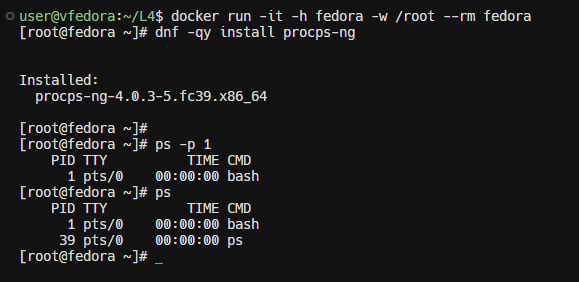 user@vfedora:~/L4$ docker run -it -h fedora -w /root --rm fedora
[root@fedora ~]# dnf -qy install procps-ng
Installed:
  procps-ng-4.0.3-5.fc39.x86_64
[root@fedora ~]#
[root@fedora ~]# ps -p 1
    PID TTY          TIME CMD
      1 pts/0    00:00:00 bash
[root@fedora ~]# ps
    PID TTY          TIME CMD
      1 pts/0    00:00:00 bash
     39 pts/0    00:00:00 ps
[root@fedora ~]# _